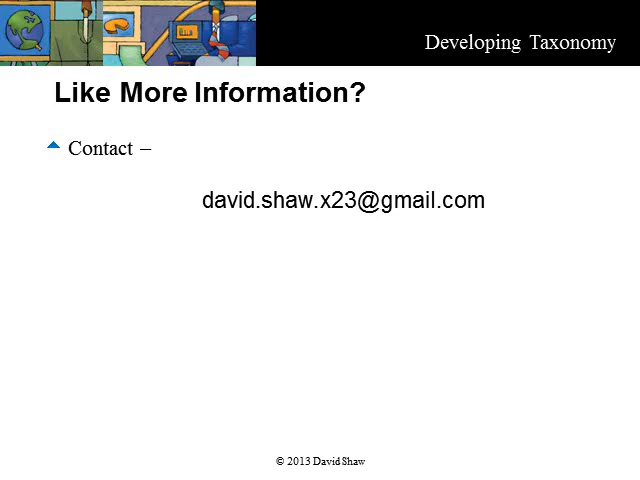 Developing Taxonomy
Like More Information?
Contact –
david.shaw.x23@gmail.com
© 2013 David Shaw